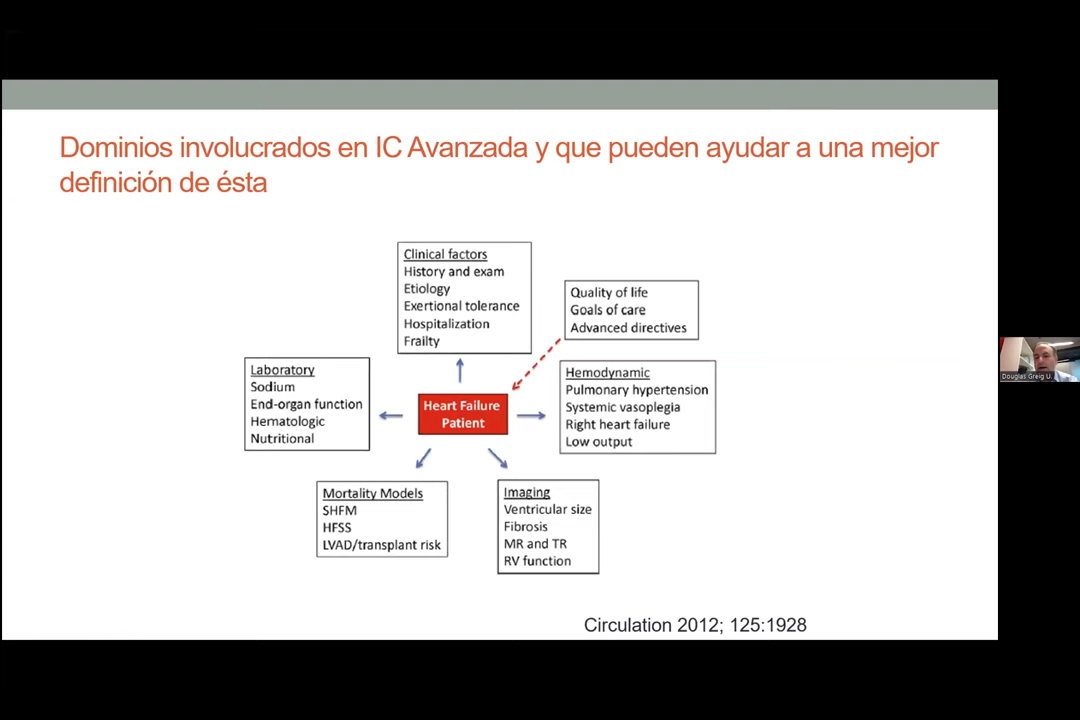 Dominios involucrados en IC Avanzada y que pueden ayudar a una mejor
definición de ésta
Clinical factors
History and exam
Etiology
Exertional tolerance
Hospitalization
Frailty
Quality of life
Goals of care
Advanced directives
Laboratory
Sodium
End-organ function
Hematologic
Nutritional
Heart Failure
Patient
Hemodynamic
Pulmonary hypertension
Systemic vasoplegia
Right heart failure
Low output
Mortality Models
SHFM
HFSS
LVAD/transplant risk
Imaging
Ventricular size
Fibrosis
MR and TR
RV function
Circulation 2012; 125:1928
Douglas Greig U.